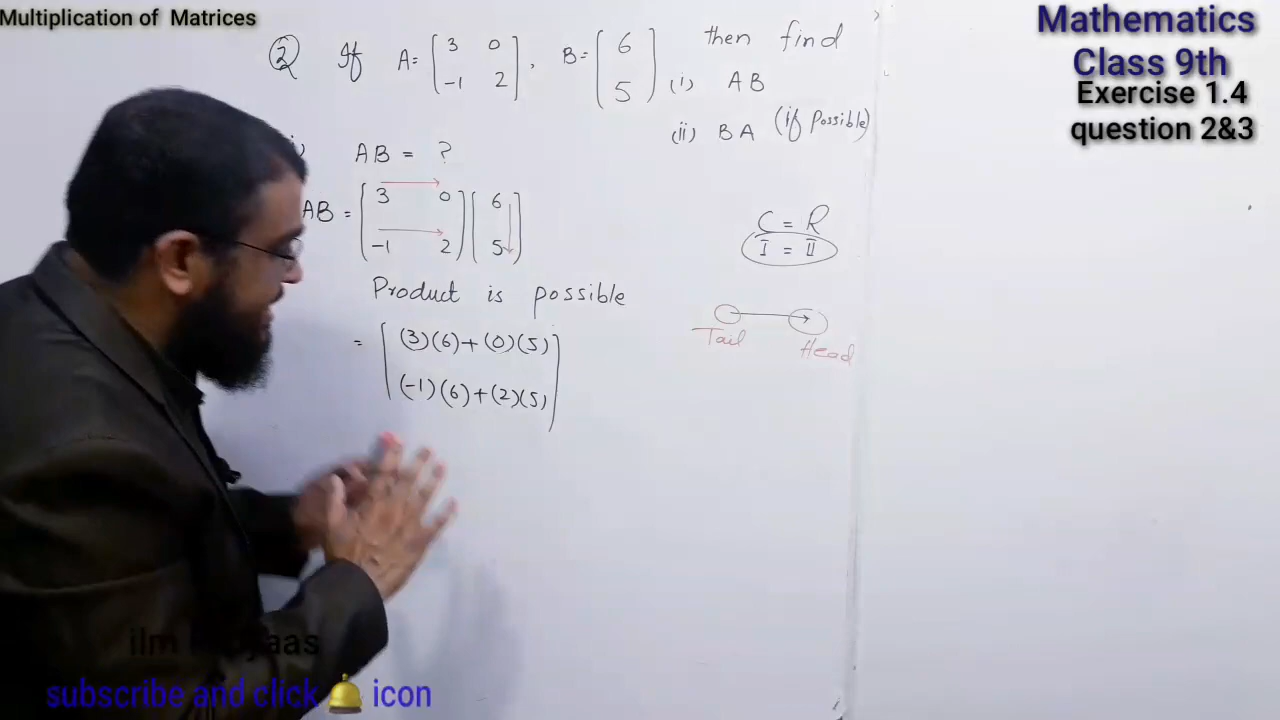 Multiplication of Matrices
Mathematics
Class 9th
Exercise 1.4
question 2&3
② If A = [ 3 0 ; -1 2 ], B = [ 6 ; 5 ] then find
(i) AB
(ii) BA (if Possible)
AB = ?
AB = [ 3 0 ; -1 2 ] [ 6 ; 5 ]
Product is possible
= [ (3)(6)+(0)(5) ; (-1)(6)+(2)(5) ]
C = R
I = II
Tail Head
ilm
subscribe and click icon